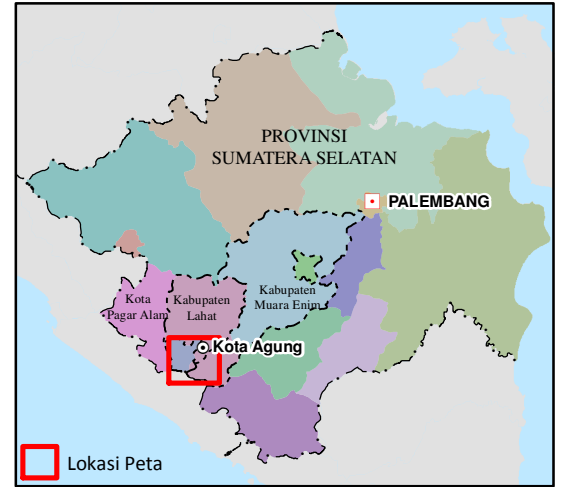 PROVINSI
SUMATERA SELATAN
PALEMBANG
Kota
Pagar Alam
Kabupaten
Lahat
Kabupaten
Muara Enim
Kota Agung
Lokasi Peta